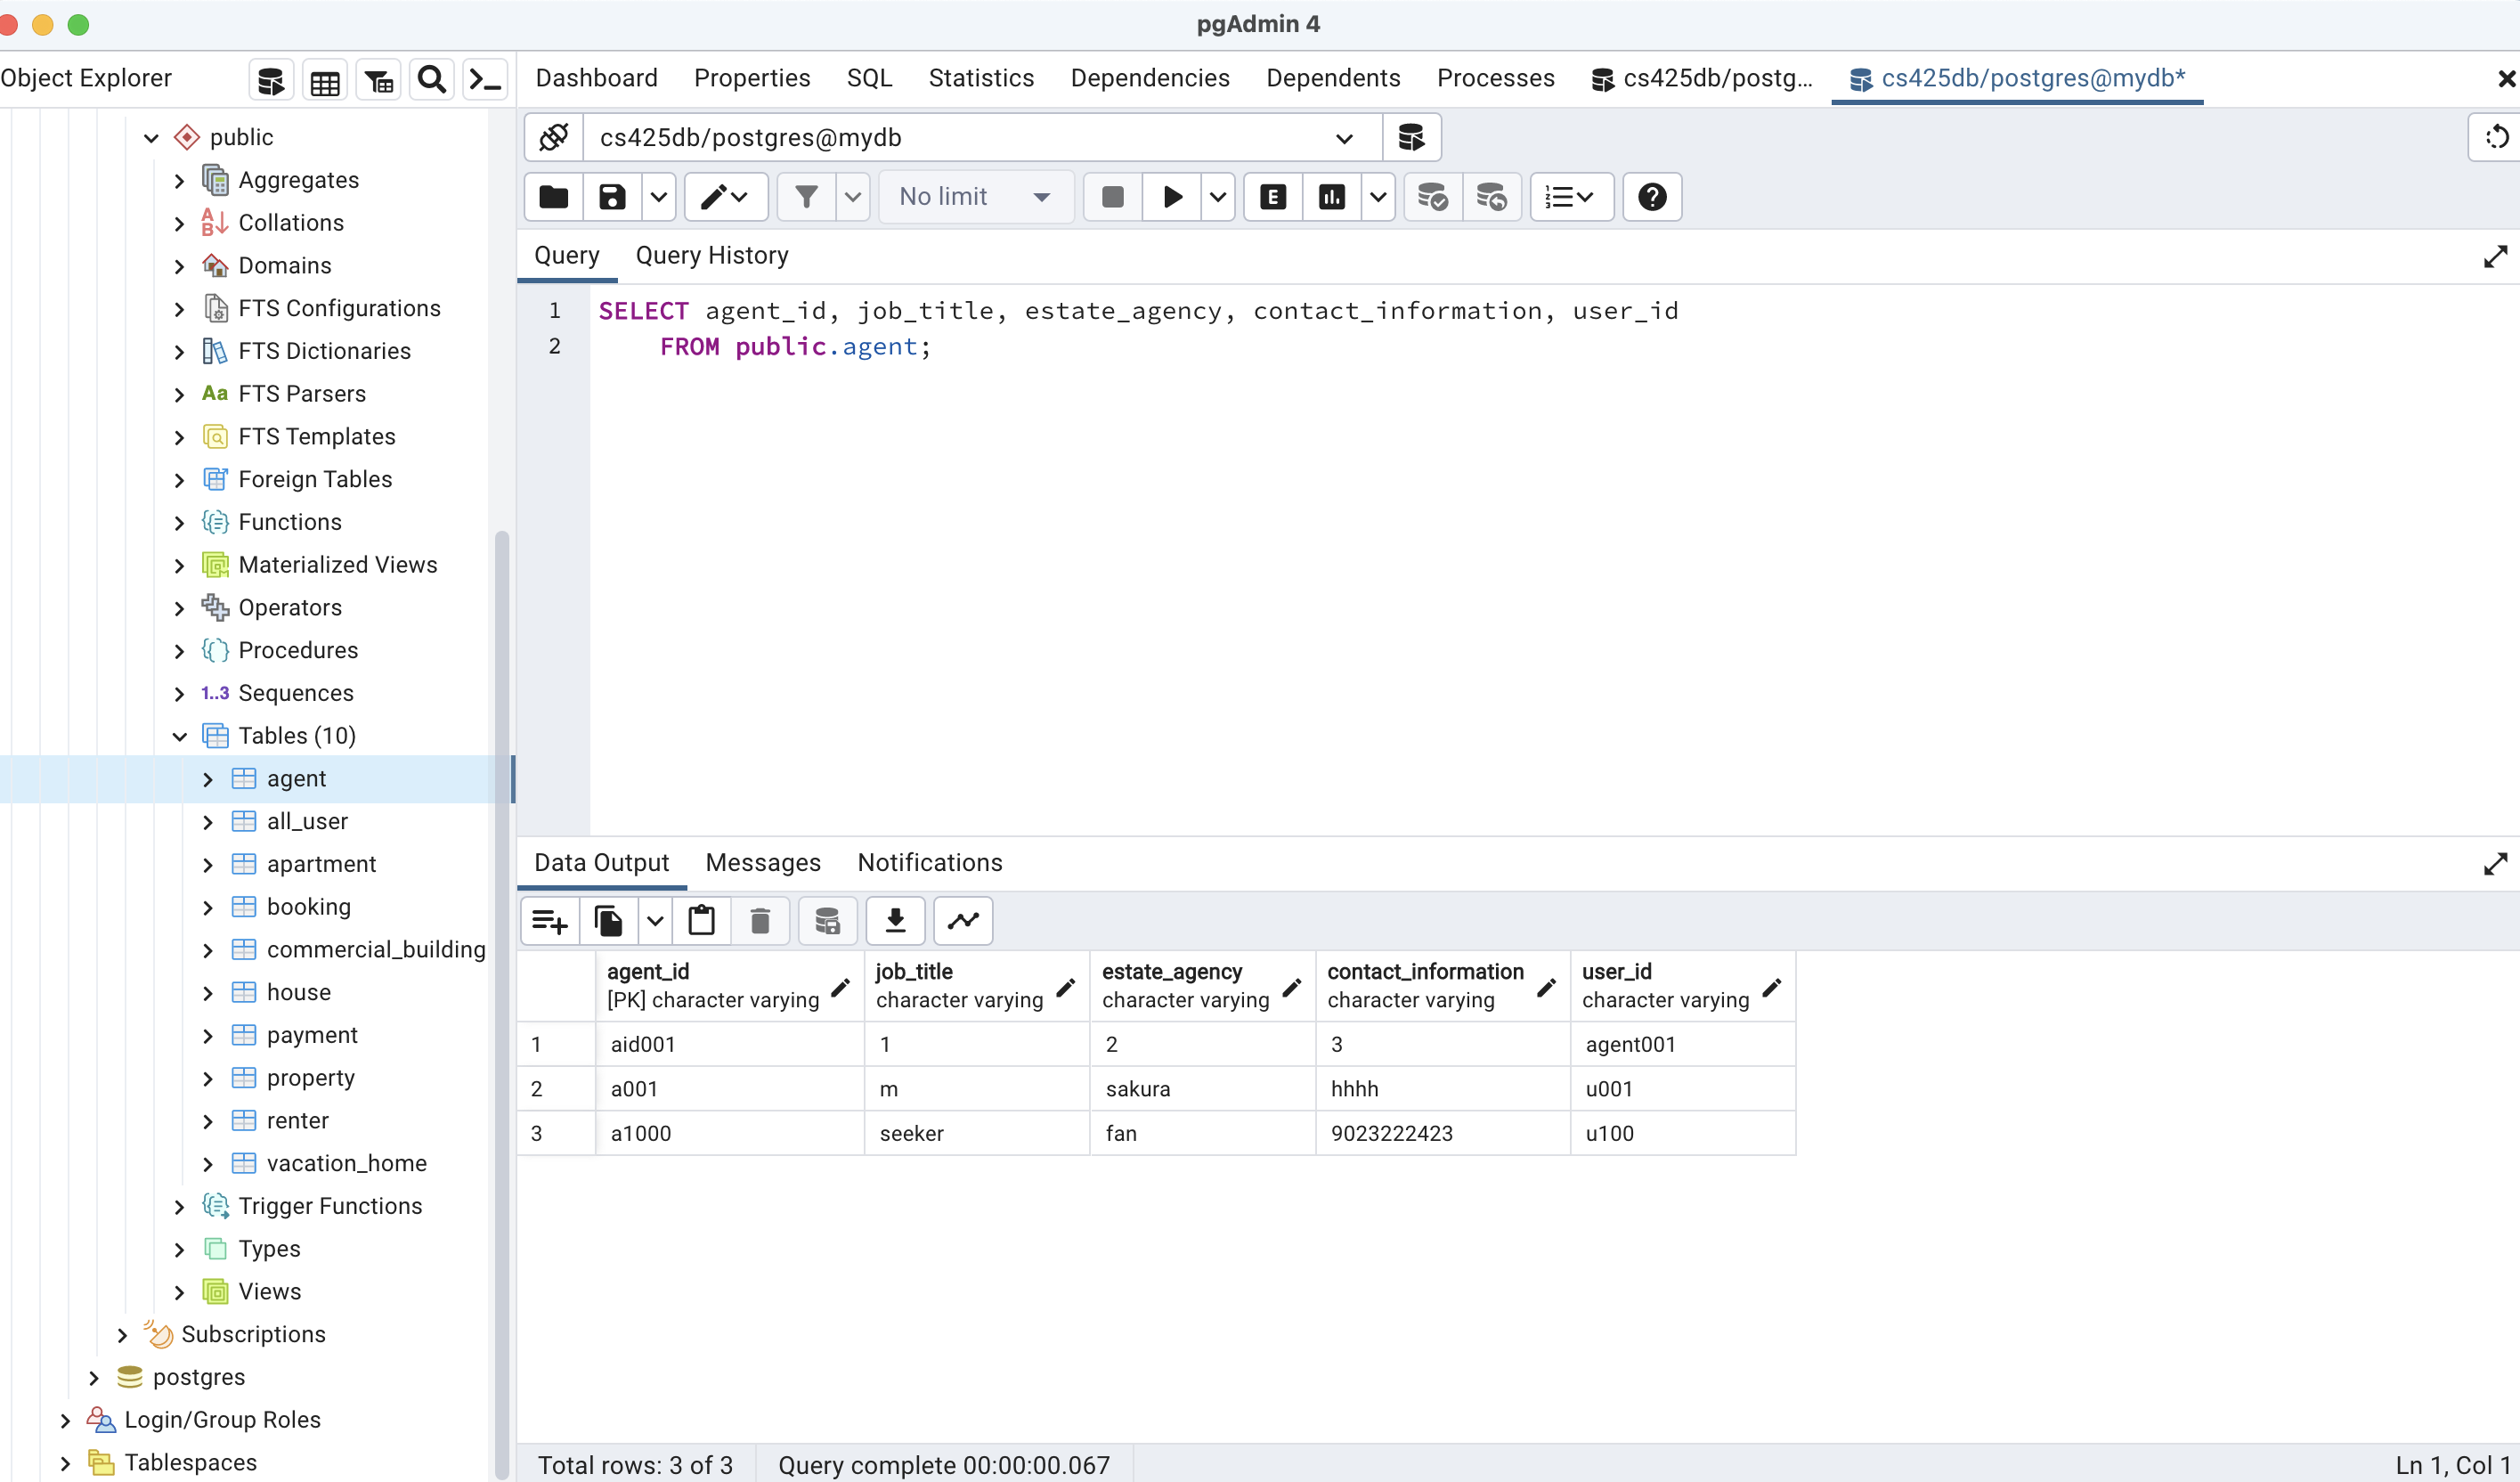 pgAdmin 4
Object Explorer
Dashboard Properties SQL Statistics Dependencies Dependents Processes cs425db/postg... cs425db/postgres@mydb*
public
Aggregates
Collations
Domains
FTS Configurations
FTS Dictionaries
Aa FTS Parsers
FTS Templates
Foreign Tables
Functions
Materialized Views
Operators
Procedures
1..3 Sequences
Tables (10)
agent
all_user
apartment
booking
commercial_building
house
payment
property
renter
vacation_home
Trigger Functions
Types
Views
Subscriptions
postgres
Login/Group Roles
Tablespaces
cs425db/postgres@mydb
No limit
E
Query Query History
1 SELECT agent_id, job_title, estate_agency, contact_information, user_id
2 FROM public.agent;
Data Output Messages Notifications
agent_id job_title estate_agency contact_information user_id
[PK] character varying character varying character varying character varying character varying
1 aid001 1 2 3 agent001
2 a001 m sakura hhhh u001
3 a1000 seeker fan 9023222423 u100
Total rows: 3 of 3 Query complete 00:00:00.067 Ln 1, Col 1